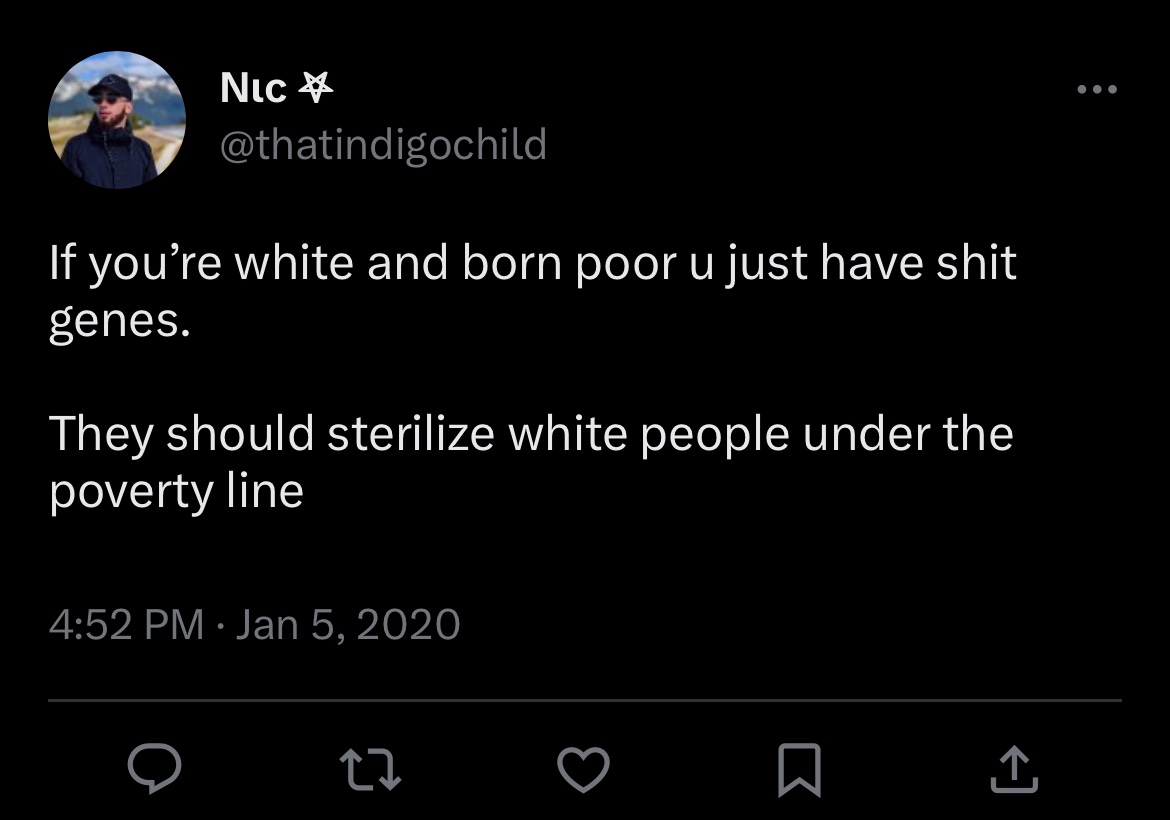 Nιc ⛧
@thatindigochild
If you’re white and born poor u just have shit
genes.
They should sterilize white people under the
poverty line
4:52 PM · Jan 5, 2020